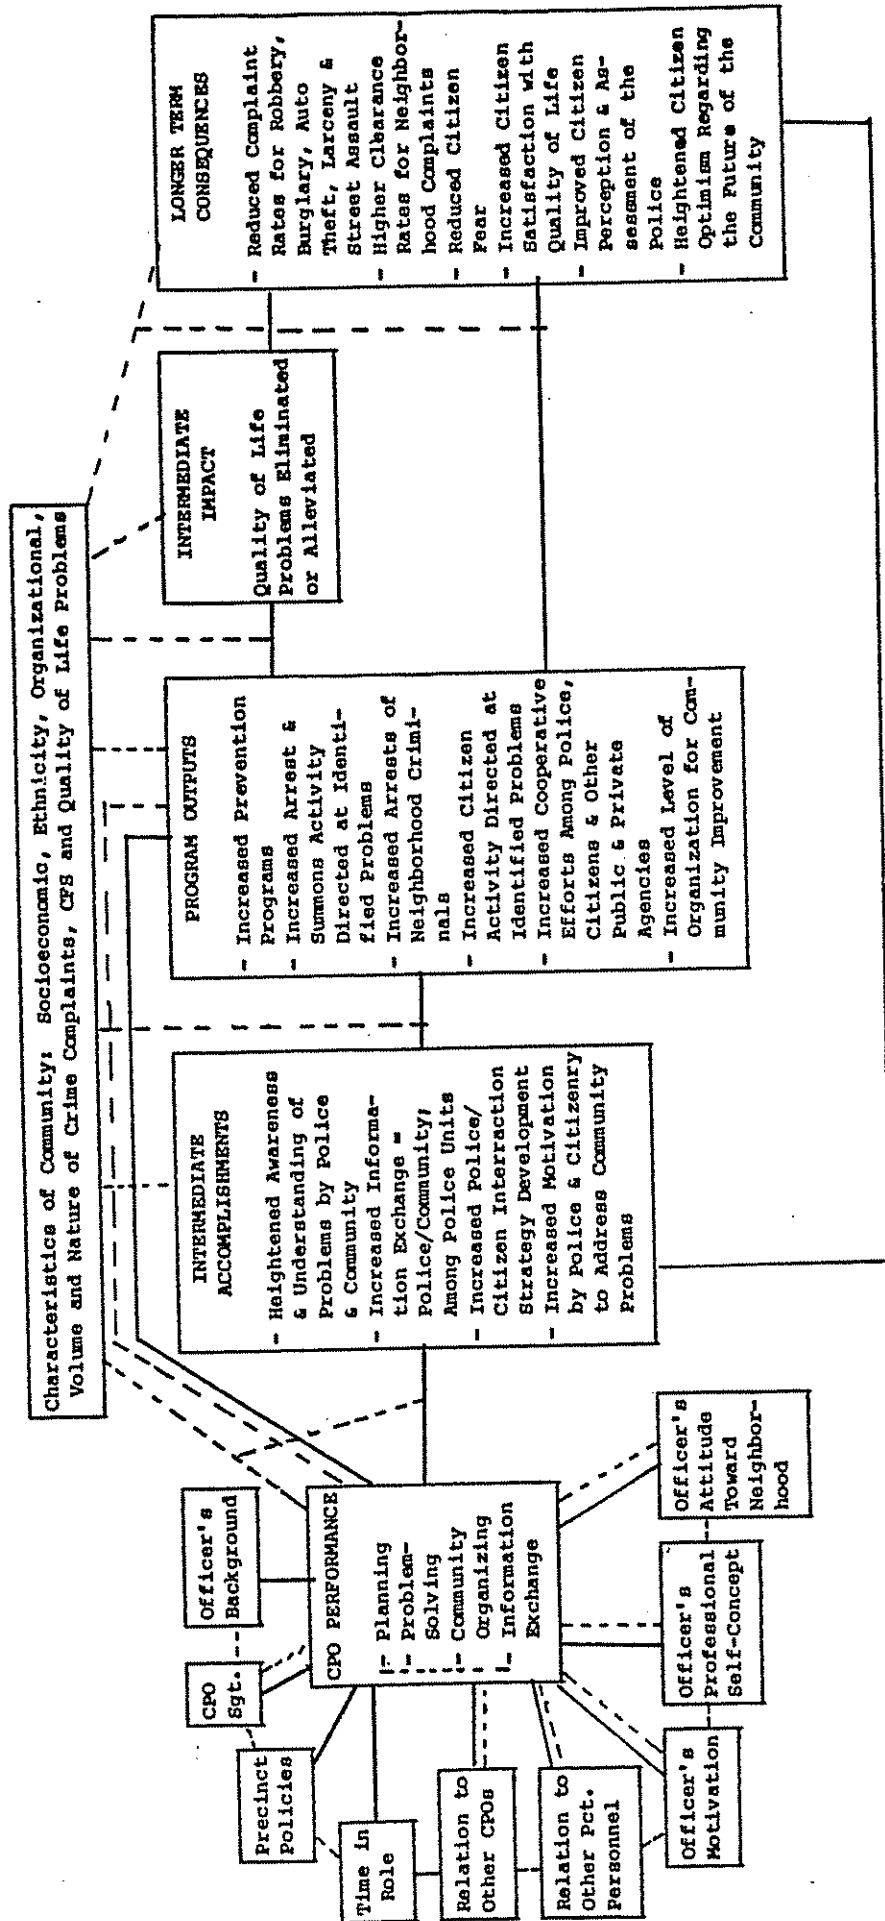 Characteristics of Community: Socioeconomic, Ethnicity, Organizational,
Volume and Nature of Crime Complaints, CFS and Quality of Life Problems
Officer's
Background
CPO
Sgt.
Precinct
Policies
Time in
Role
Relation to
Other CPOs
Relation to
Other Pct.
Personnel
Officer's
Motivation
Officer's
Professional
Self-Concept
Officer's
Attitude
Toward
Neighbor-
hood
CPO PERFORMANCE
- Planning
- Problem-
Solving
- Community
Organizing
- Information
Exchange
INTERMEDIATE
ACCOMPLISHMENTS
- Heightened Awareness
& Understanding of
Problems by Police
& Community
- Increased Informa-
tion Exchange -
Police/Community;
Among Police Units
- Increased Police/
Citizen Interraction
Strategy Development
- Increased Motivation
by Police & Citizenry
to Address Community
Problems
PROGRAM OUTPUTS
- Increased Prevention
Programs
- Increased Arrest &
Summons Activity
Directed at Identi-
fied Problems
- Increased Arrests of
Neighborhood Crimi-
nals
- Increased Citizen
Activity Directed at
Identified Problems
- Increased Cooperative
Efforts Among Police,
Citizens & Other
Public & Private
Agencies
- Increased Level of
Organization for Com-
munity Improvement
INTERMEDIATE
IMPACT
Quality of Life
Problems Eliminated
or Alleviated
LONGER TERM
CONSEQUENCES
- Reduced Complaint
Rates for Robbery,
Burglary, Auto
Theft, Larceny &
Street Assault
- Higher Clearance
Rates for Neighbor-
hood Complaints
- Reduced Citizen
Fear
- Increased Citizen
Satisfaction with
Quality of Life
- Improved Citizen
Perception & As-
sessment of the
Police
- Heightened Citizen
Optimism Regarding
the Future of the
Community